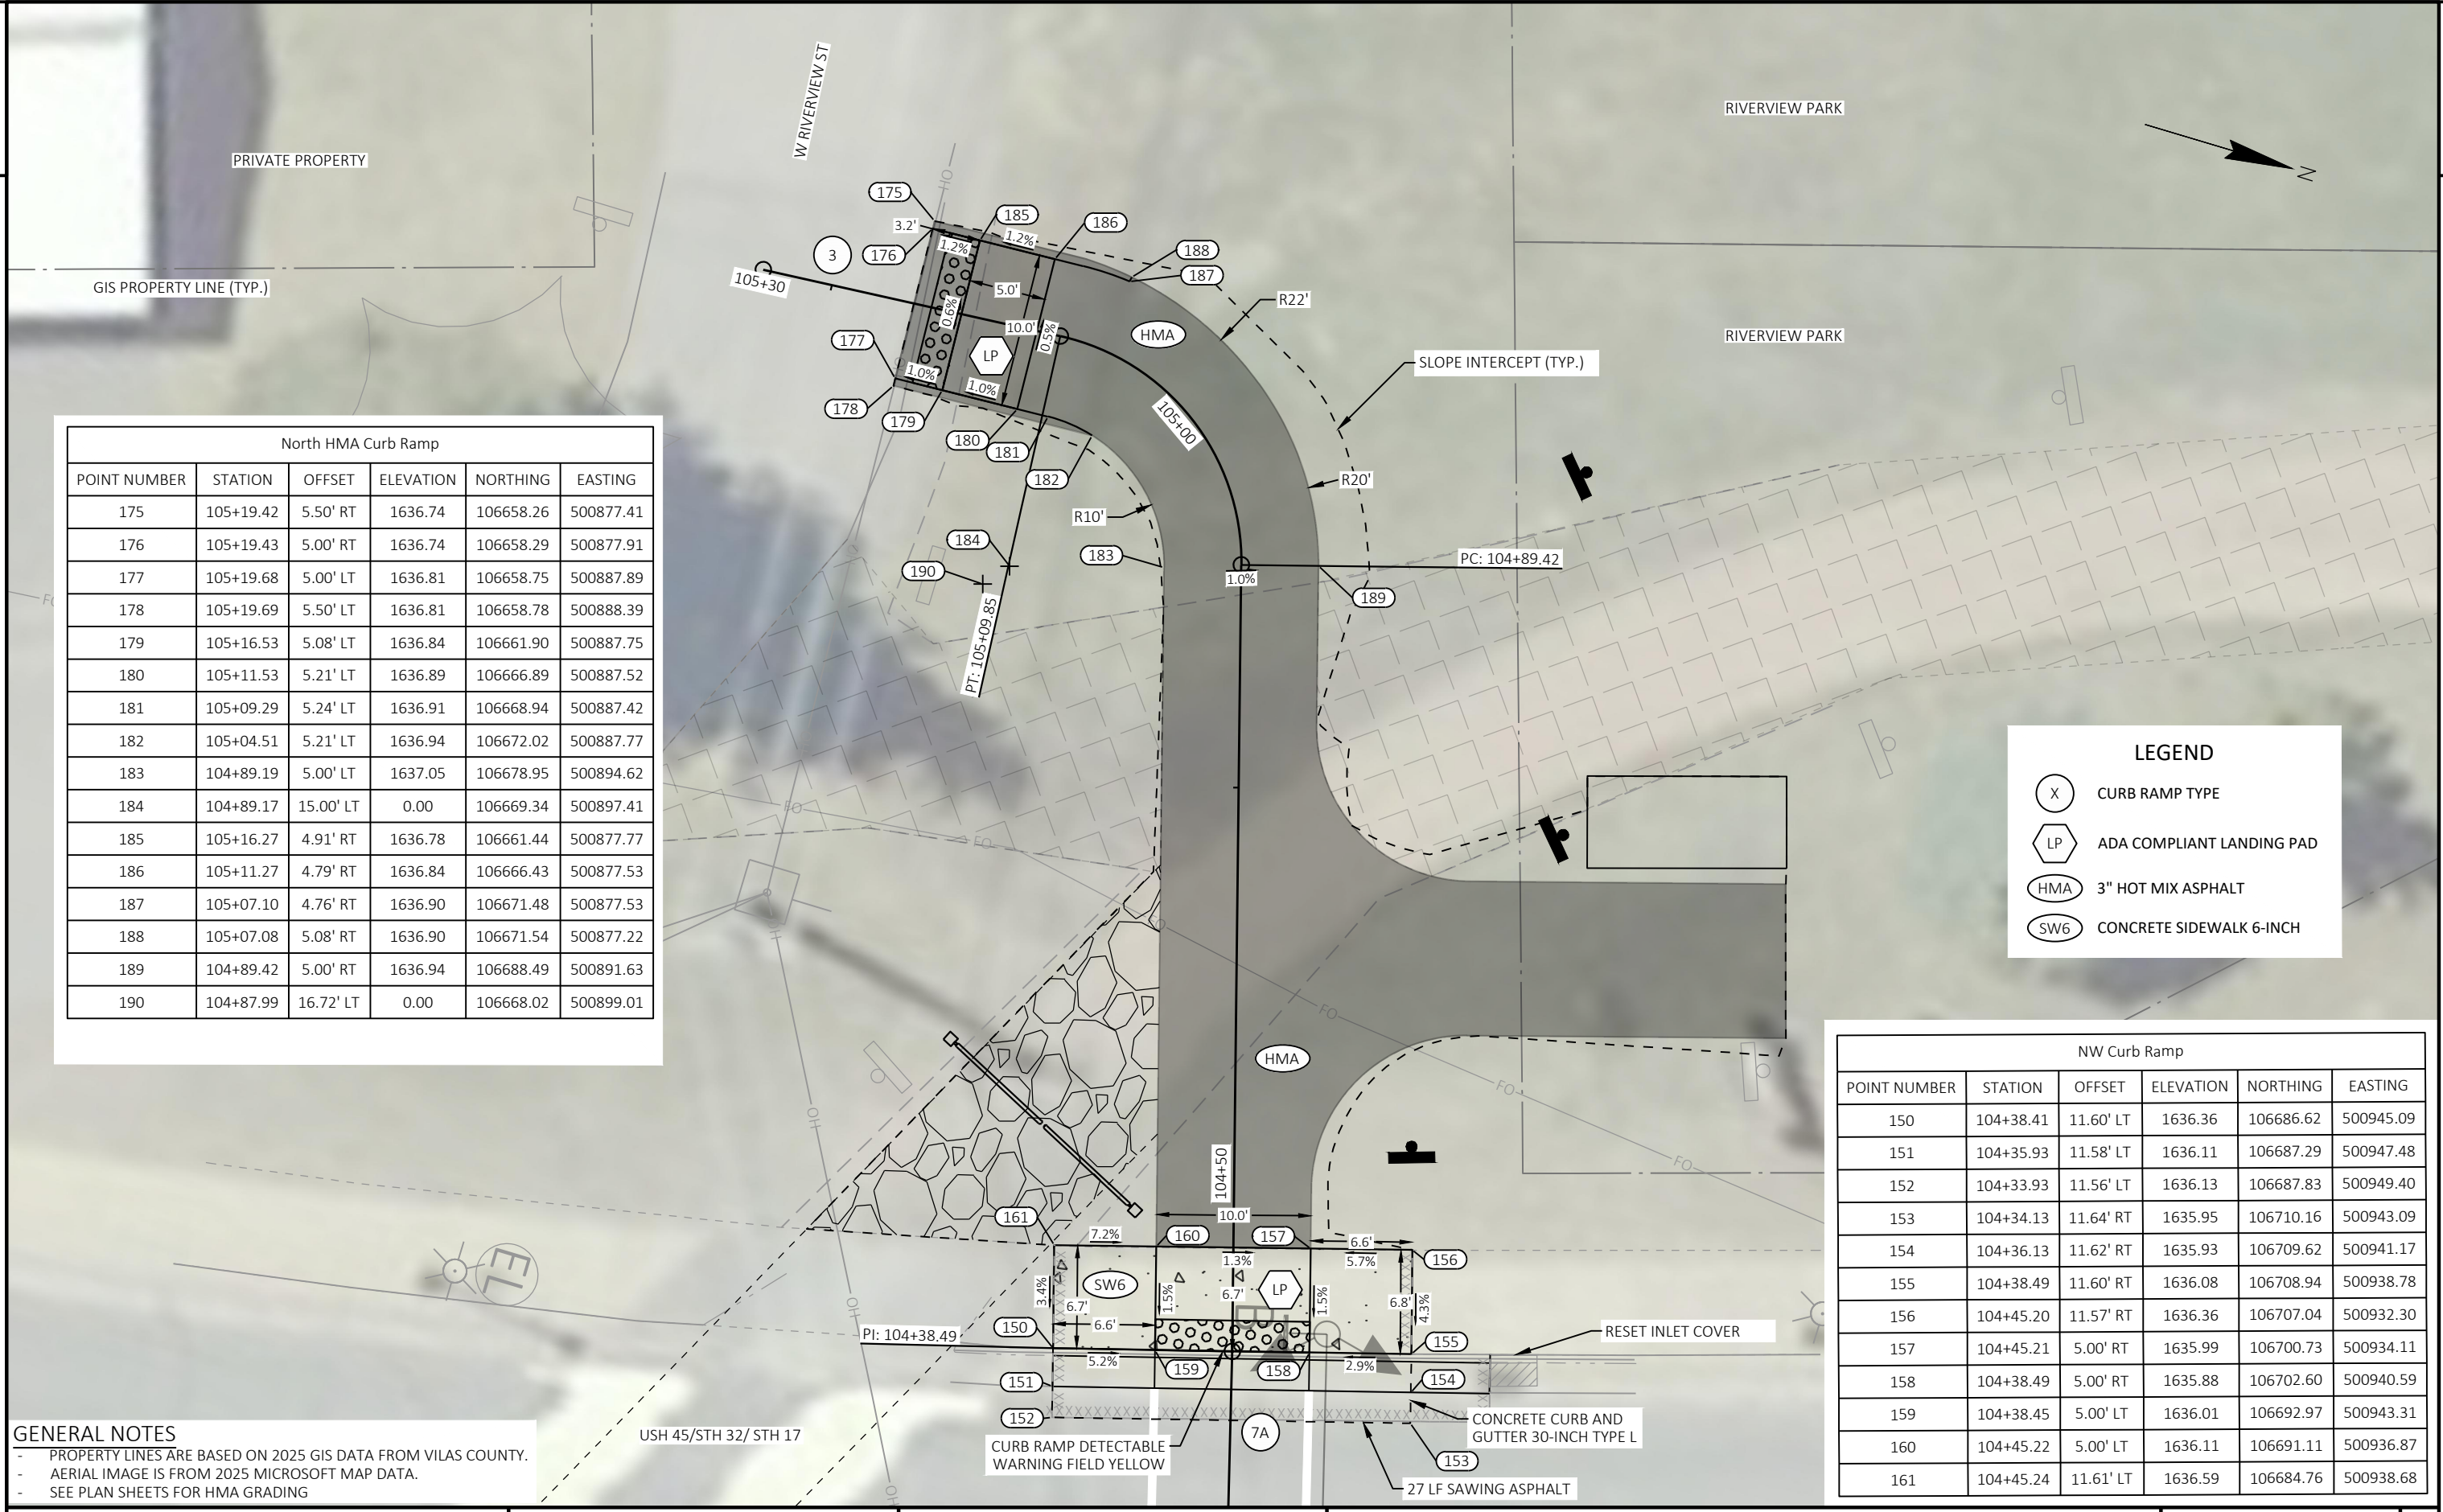 W RIVERVIEW ST
RIVERVIEW PARK
PRIVATE PROPERTY
N
GIS PROPERTY LINE (TYP.)
RIVERVIEW PARK
175
185
186
188
187
176
3
3.2'
1.2%
1.2%
OH
105+30
5.0'
0.6%
10.0'
0.5%
HMA
R22'
177
LP
1.0%
1.0%
SLOPE INTERCEPT (TYP.)
178
179
180
181
182
105+00
R20'
R10'
184
183
190
PT: 105+09.85
PC: 104+89.42
1.0%
189
North HMA Curb Ramp
POINT NUMBER STATION OFFSET ELEVATION NORTHING EASTING
175 105+19.42 5.50' RT 1636.74 106658.26 500877.41
176 105+19.43 5.00' RT 1636.74 106658.29 500877.91
177 105+19.68 5.00' LT 1636.81 106658.75 500887.89
178 105+19.69 5.50' LT 1636.81 106658.78 500888.39
179 105+16.53 5.08' LT 1636.84 106661.90 500887.75
180 105+11.53 5.21' LT 1636.89 106666.89 500887.52
181 105+09.29 5.24' LT 1636.91 106668.94 500887.42
182 105+04.51 5.21' LT 1636.94 106672.02 500887.77
183 104+89.19 5.00' LT 1637.05 106678.95 500894.62
184 104+89.17 15.00' LT 0.00 106669.34 500897.41
185 105+16.27 4.91' RT 1636.78 106661.44 500877.77
186 105+11.27 4.79' RT 1636.84 106666.43 500877.53
187 105+07.10 4.76' RT 1636.90 106671.48 500877.53
188 105+07.08 5.08' RT 1636.90 106671.54 500877.22
189 104+89.42 5.00' RT 1636.94 106688.49 500891.63
190 104+87.99 16.72' LT 0.00 106668.02 500899.01
LEGEND
X CURB RAMP TYPE
LP ADA COMPLIANT LANDING PAD
HMA 3" HOT MIX ASPHALT
SW6 CONCRETE SIDEWALK 6-INCH
FO
FO
FO
FO
FO
FO
OH
HMA
OH
OH
OH
EL
104+50
10.0'
161
7.2%
160
157
6.6'
156
1.3%
5.7%
SW6
LP
3.4%
6.7'
1.5%
6.7'
1.5%
6.8'
4.3%
6.6'
150
PI: 104+38.49
155
RESET INLET COVER
5.2%
159
158
2.9%
151
154
152
7A
153
CONCRETE CURB AND
GUTTER 30-INCH TYPE L
CURB RAMP DETECTABLE
WARNING FIELD YELLOW
27 LF SAWING ASPHALT
USH 45/STH 32/ STH 17
NW Curb Ramp
POINT NUMBER STATION OFFSET ELEVATION NORTHING EASTING
150 104+38.41 11.60' LT 1636.36 106686.62 500945.09
151 104+35.93 11.58' LT 1636.11 106687.29 500947.48
152 104+33.93 11.56' LT 1636.13 106687.83 500949.40
153 104+34.13 11.64' RT 1635.95 106710.16 500943.09
154 104+36.13 11.62' RT 1635.93 106709.62 500941.17
155 104+38.49 11.60' RT 1636.08 106708.94 500938.78
156 104+45.20 11.57' RT 1636.36 106707.04 500932.30
157 104+45.21 5.00' RT 1635.99 106700.73 500934.11
158 104+38.49 5.00' RT 1635.88 106702.60 500940.59
159 104+38.45 5.00' LT 1636.01 106692.97 500943.31
160 104+45.22 5.00' LT 1636.11 106691.11 500936.87
161 104+45.24 11.61' LT 1636.59 106684.76 500938.68
GENERAL NOTES
- PROPERTY LINES ARE BASED ON 2025 GIS DATA FROM VILAS COUNTY.
- AERIAL IMAGE IS FROM 2025 MICROSOFT MAP DATA.
- SEE PLAN SHEETS FOR HMA GRADING